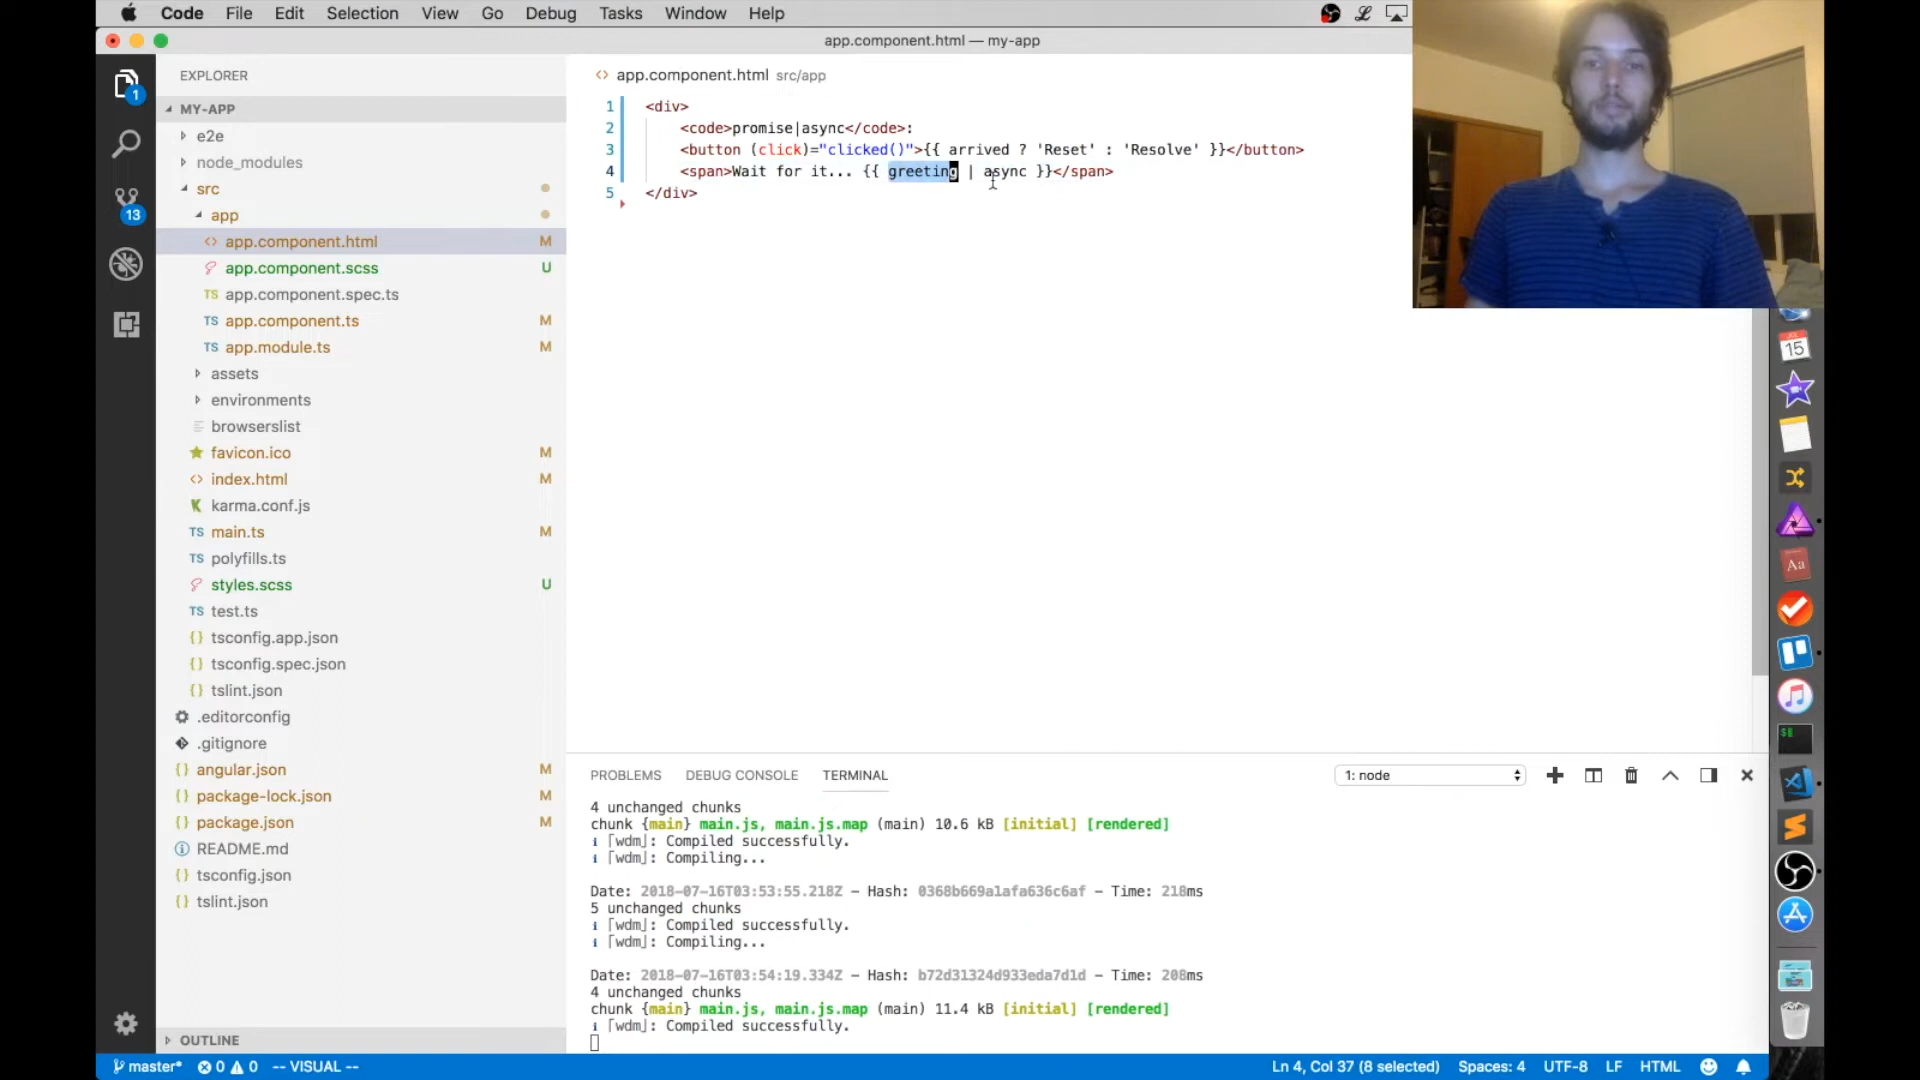 Code File Edit Selection View Go Debug Tasks Window Help
app.component.html — my-app
EXPLORER
MY-APP
e2e
node_modules
src
app
app.component.html M
app.component.scss U
TS app.component.spec.ts
TS app.component.ts M
TS app.module.ts M
assets
environments
browserslist
favicon.ico M
index.html M
karma.conf.js
TS main.ts M
TS polyfills.ts
styles.scss U
TS test.ts
{} tsconfig.app.json
{} tsconfig.spec.json
{} tslint.json
.editorconfig
.gitignore
{} angular.json M
{} package-lock.json M
{} package.json M
README.md
{} tsconfig.json
{} tslint.json
OUTLINE
1
13
<> app.component.html src/app
1 <div>
2 <code>promise|async</code>:
3 <button (click)="clicked()">{{ arrived ? 'Reset' : 'Resolve' }}</button>
4 <span>Wait for it... {{ greeting | async }}</span>
5 </div>
PROBLEMS DEBUG CONSOLE TERMINAL 1: node
4 unchanged chunks
chunk {main} main.js, main.js.map (main) 10.6 kB [initial] [rendered]
i ｢wdm｣: Compiled successfully.
i ｢wdm｣: Compiling...
Date: 2018-07-16T03:53:55.218Z - Hash: 0368b669a1afa636c6af - Time: 218ms
5 unchanged chunks
i ｢wdm｣: Compiled successfully.
i ｢wdm｣: Compiling...
Date: 2018-07-16T03:54:19.334Z - Hash: b72d31324d933eda7d1d - Time: 208ms
4 unchanged chunks
chunk {main} main.js, main.js.map (main) 11.4 kB [initial] [rendered]
i ｢wdm｣: Compiled successfully.
master* 0 0 -- VISUAL -- Ln 4, Col 37 (8 selected) Spaces: 4 UTF-8 LF HTML
15
Aa